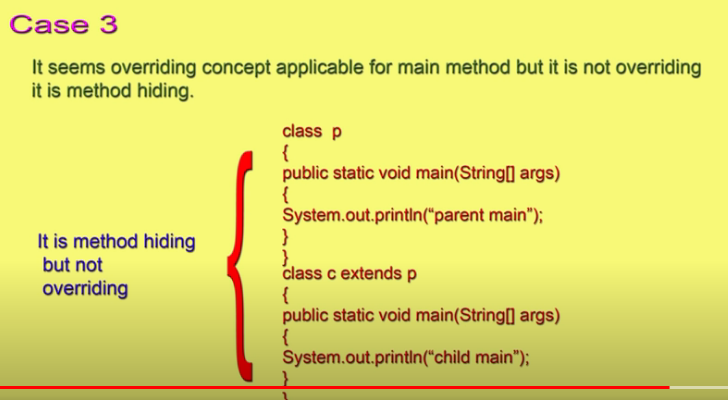 Case 3
It seems overriding concept applicable for main method but it is not overriding
it is method hiding.
class p
{
public static void main(String[] args)
{
System.out.println(“parent main”);
}
}
class c extends p
{
public static void main(String[] args)
{
System.out.println(“child main”);
}
}
It is method hiding
but not
overriding